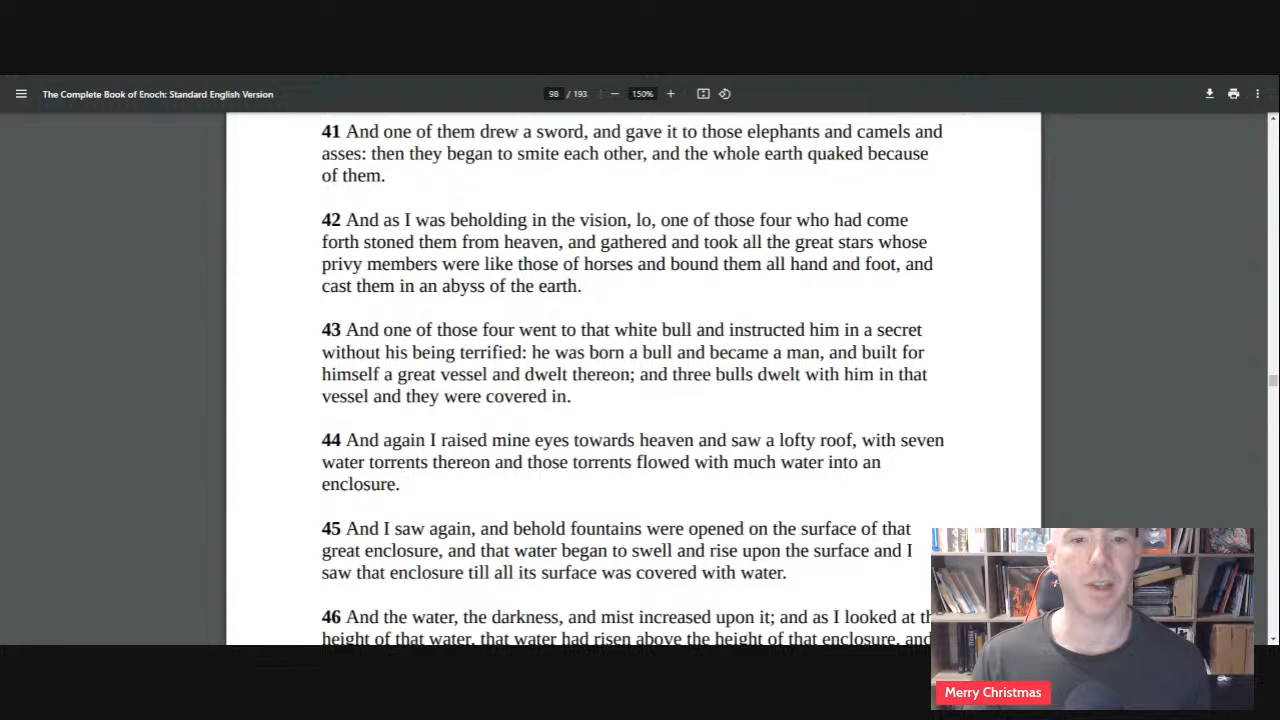 The Complete Book of Enoch: Standard English Version
98 / 193
150%
41 And one of them drew a sword, and gave it to those elephants and camels and
asses: then they began to smite each other, and the whole earth quaked because
of them.
42 And as I was beholding in the vision, lo, one of those four who had come
forth stoned them from heaven, and gathered and took all the great stars whose
privy members were like those of horses and bound them all hand and foot, and
cast them in an abyss of the earth.
43 And one of those four went to that white bull and instructed him in a secret
without his being terrified: he was born a bull and became a man, and built for
himself a great vessel and dwelt thereon; and three bulls dwelt with him in that
vessel and they were covered in.
44 And again I raised mine eyes towards heaven and saw a lofty roof, with seven
water torrents thereon and those torrents flowed with much water into an
enclosure.
45 And I saw again, and behold fountains were opened on the surface of that
great enclosure, and that water began to swell and rise upon the surface and I
saw that enclosure till all its surface was covered with water.
46 And the water, the darkness, and mist increased upon it; and as I looked at
height of that water, that water had risen above the height of that enclosure, and
Merry Christmas